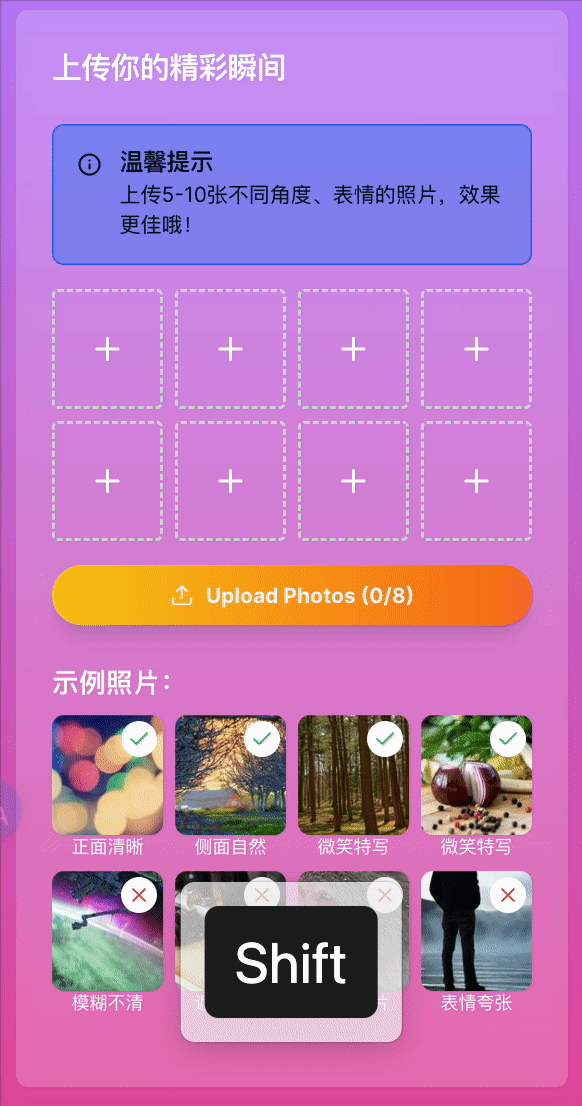 上传你的精彩瞬间
温馨提示
上传5-10张不同角度、表情的照片，效果
更佳哦！
Upload Photos (0/8)
示例照片：
正面清晰 侧面自然 微笑特写 微笑特写
模糊不清 片 表情夸张
Shift